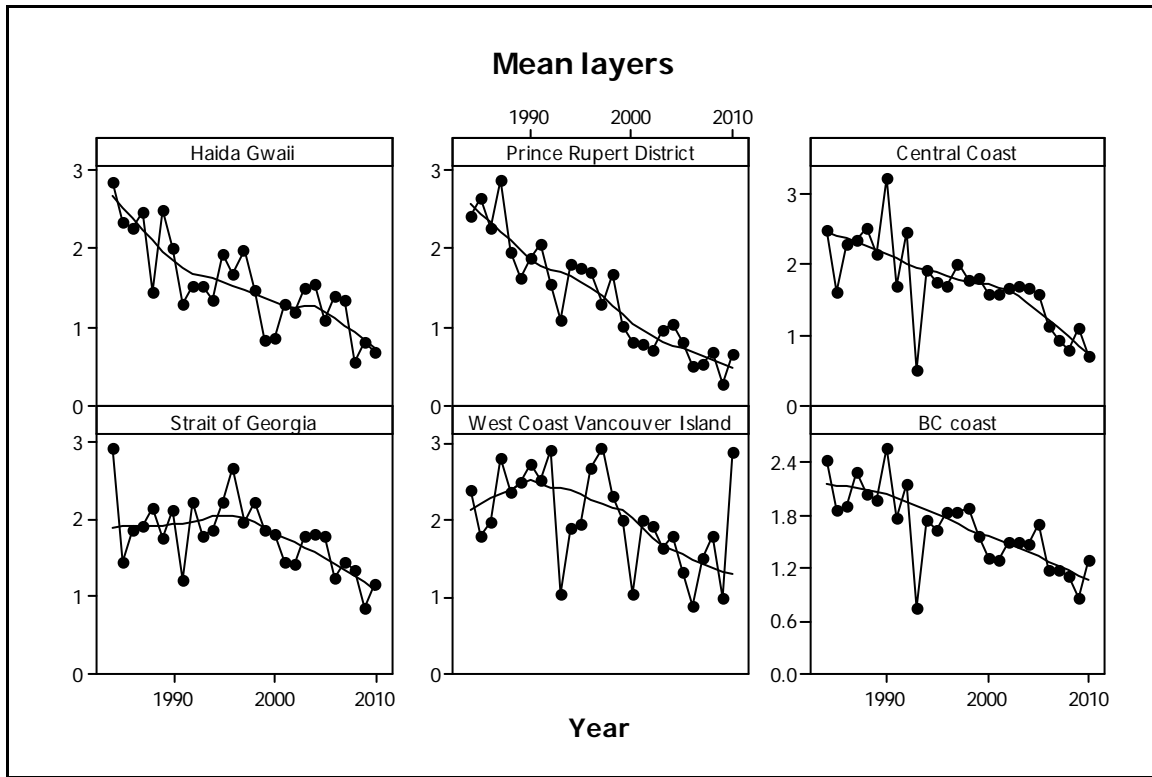 Mean layers
1990 2000 2010
Haida Gwaii Prince Rupert District Central Coast
3 3 3
2 2 2
1 1 1
0 0 0
Strait of Georgia West Coast Vancouver Island BC coast
3 3 2.4
2 2 1.8
1 1 1.2
0.6
0 0 0.0
1990 2000 2010 1990 2000 2010
Year